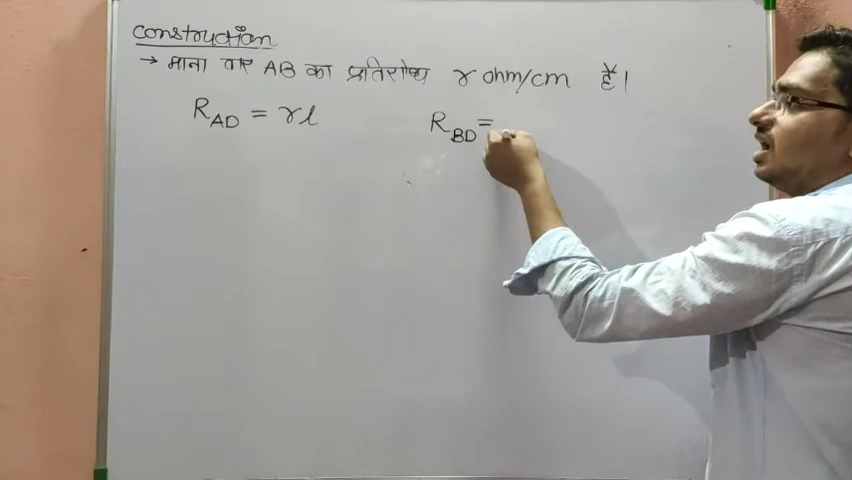 construction
→ माना तार AB का प्रतिरोध r ohm/cm है।
R_AD = rl R_BD =